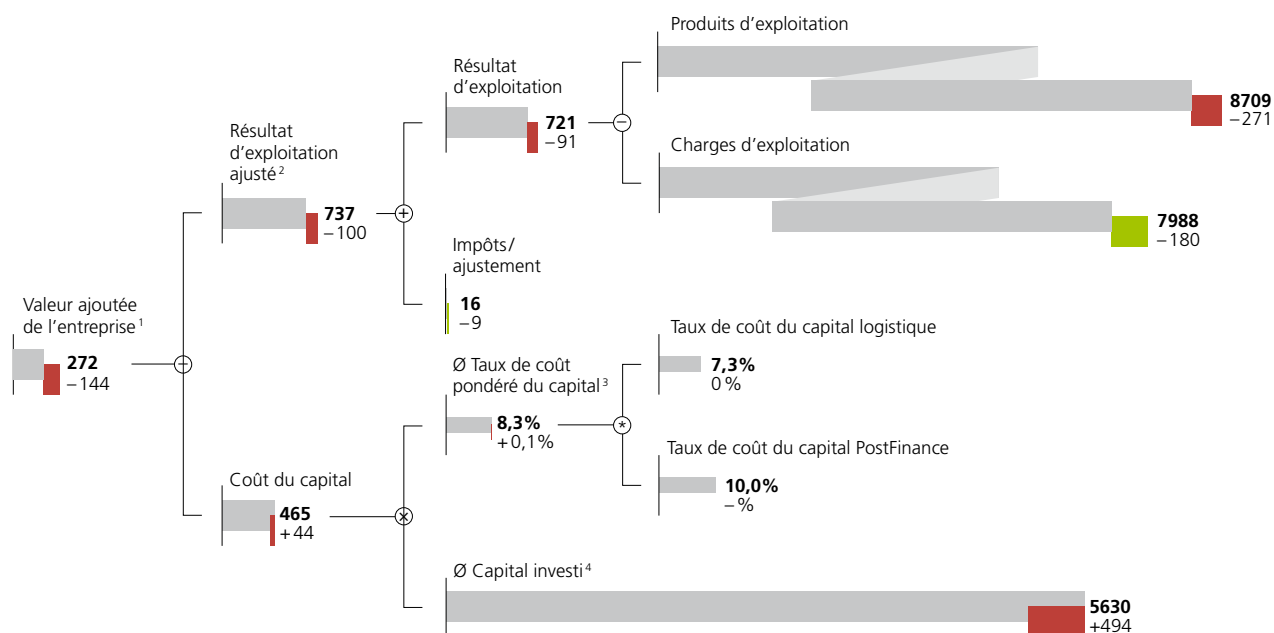 Produits d'exploitation
8709
–271
Résultat
d'exploitation
721
–91
–
Charges d'exploitation
7988
–180
Résultat
d'exploitation
ajusté 2
737
–100
+
Impôts/
ajustement
16
–9
Valeur ajoutée
de l'entreprise 1
272
–144
–
Taux de coût du capital logistique
7,3%
0 %
Ø Taux de coût
pondéré du capital 3
8,3%
+0,1%
*
Taux de coût du capital PostFinance
10,0%
–%
Coût du capital
465
+44
×
Ø Capital investi 4
5630
+494